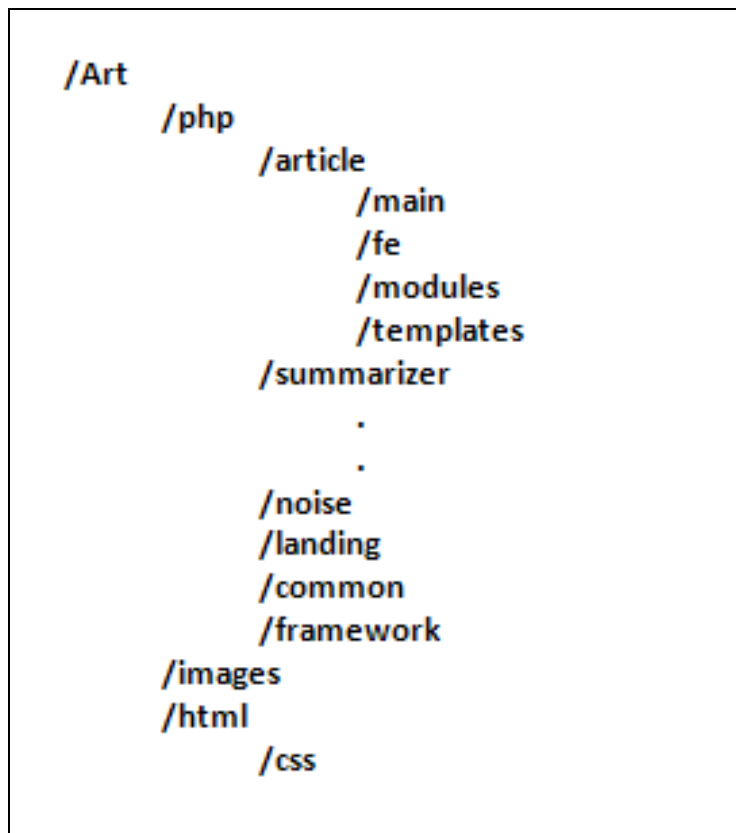 /Art
/php
/article
/main
/fe
/modules
/templates
/summarizer
.
.
/noise
/landing
/common
/framework
/images
/html
/css